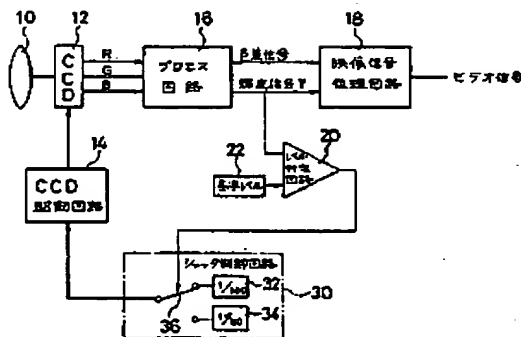 10
12
16
18
CCD
R
G
B
プロセス
回路
色差信号
輝度信号Y
映像信号
処理回路
ビデオ信号
14
CCD
駆動回路
22
基準レベル
20
レベル
判定
回路
シャッタ制御回路
32
34
1/60
36
30